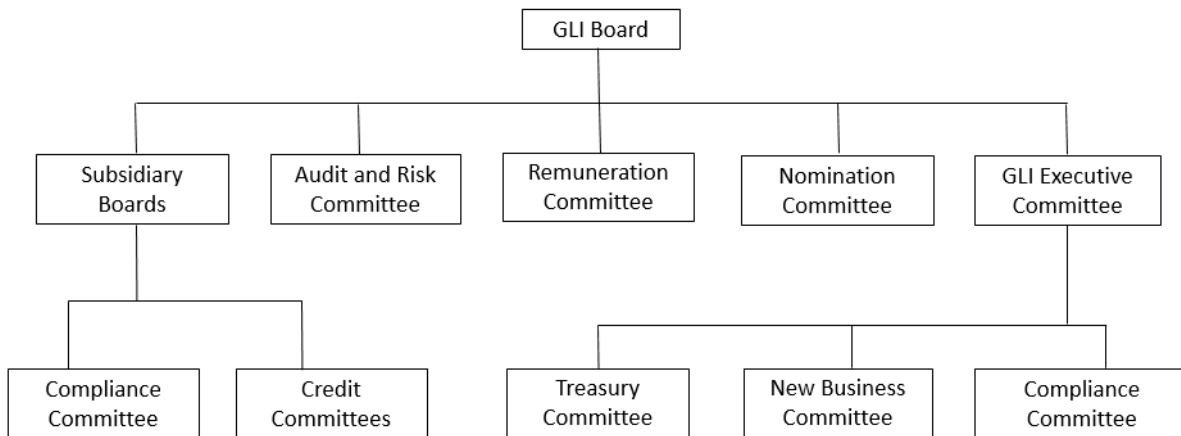 GLI Board
Subsidiary
Boards
Audit and Risk
Committee
Remuneration
Committee
Nomination
Committee
GLI Executive
Committee
Compliance
Committee
Credit
Committees
Treasury
Committee
New Business
Committee
Compliance
Committee